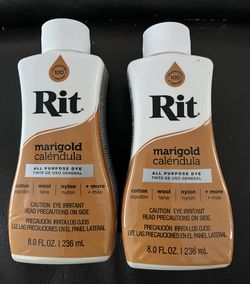 100
Rit
marigold
caléndula
ALL PURPOSE DYE
TINTE DE USO GENERAL
cotton wool nylon + more
algodón lana nylon + más
CAUTION: EYE IRRITANT
READ PRECAUTIONS ON SIDE.
PRECAUCIÓN: IRRITA LOS OJOS
LEE LAS PRECAUCIONES EN EL PANEL LATERAL
8.0 FL.OZ. | 236 mL
100
Rit
marigold
caléndula
ALL PURPOSE DYE
TINTE DE USO GENERAL
cotton wool nylon + more
algodón lana nylon + más
CAUTION: EYE IRRITANT
READ PRECAUTIONS ON SIDE.
PRECAUCIÓN: IRRITA LOS OJOS
LEE LAS PRECAUCIONES EN EL PANEL LATERAL
8.0 FL.OZ. | 236 mL